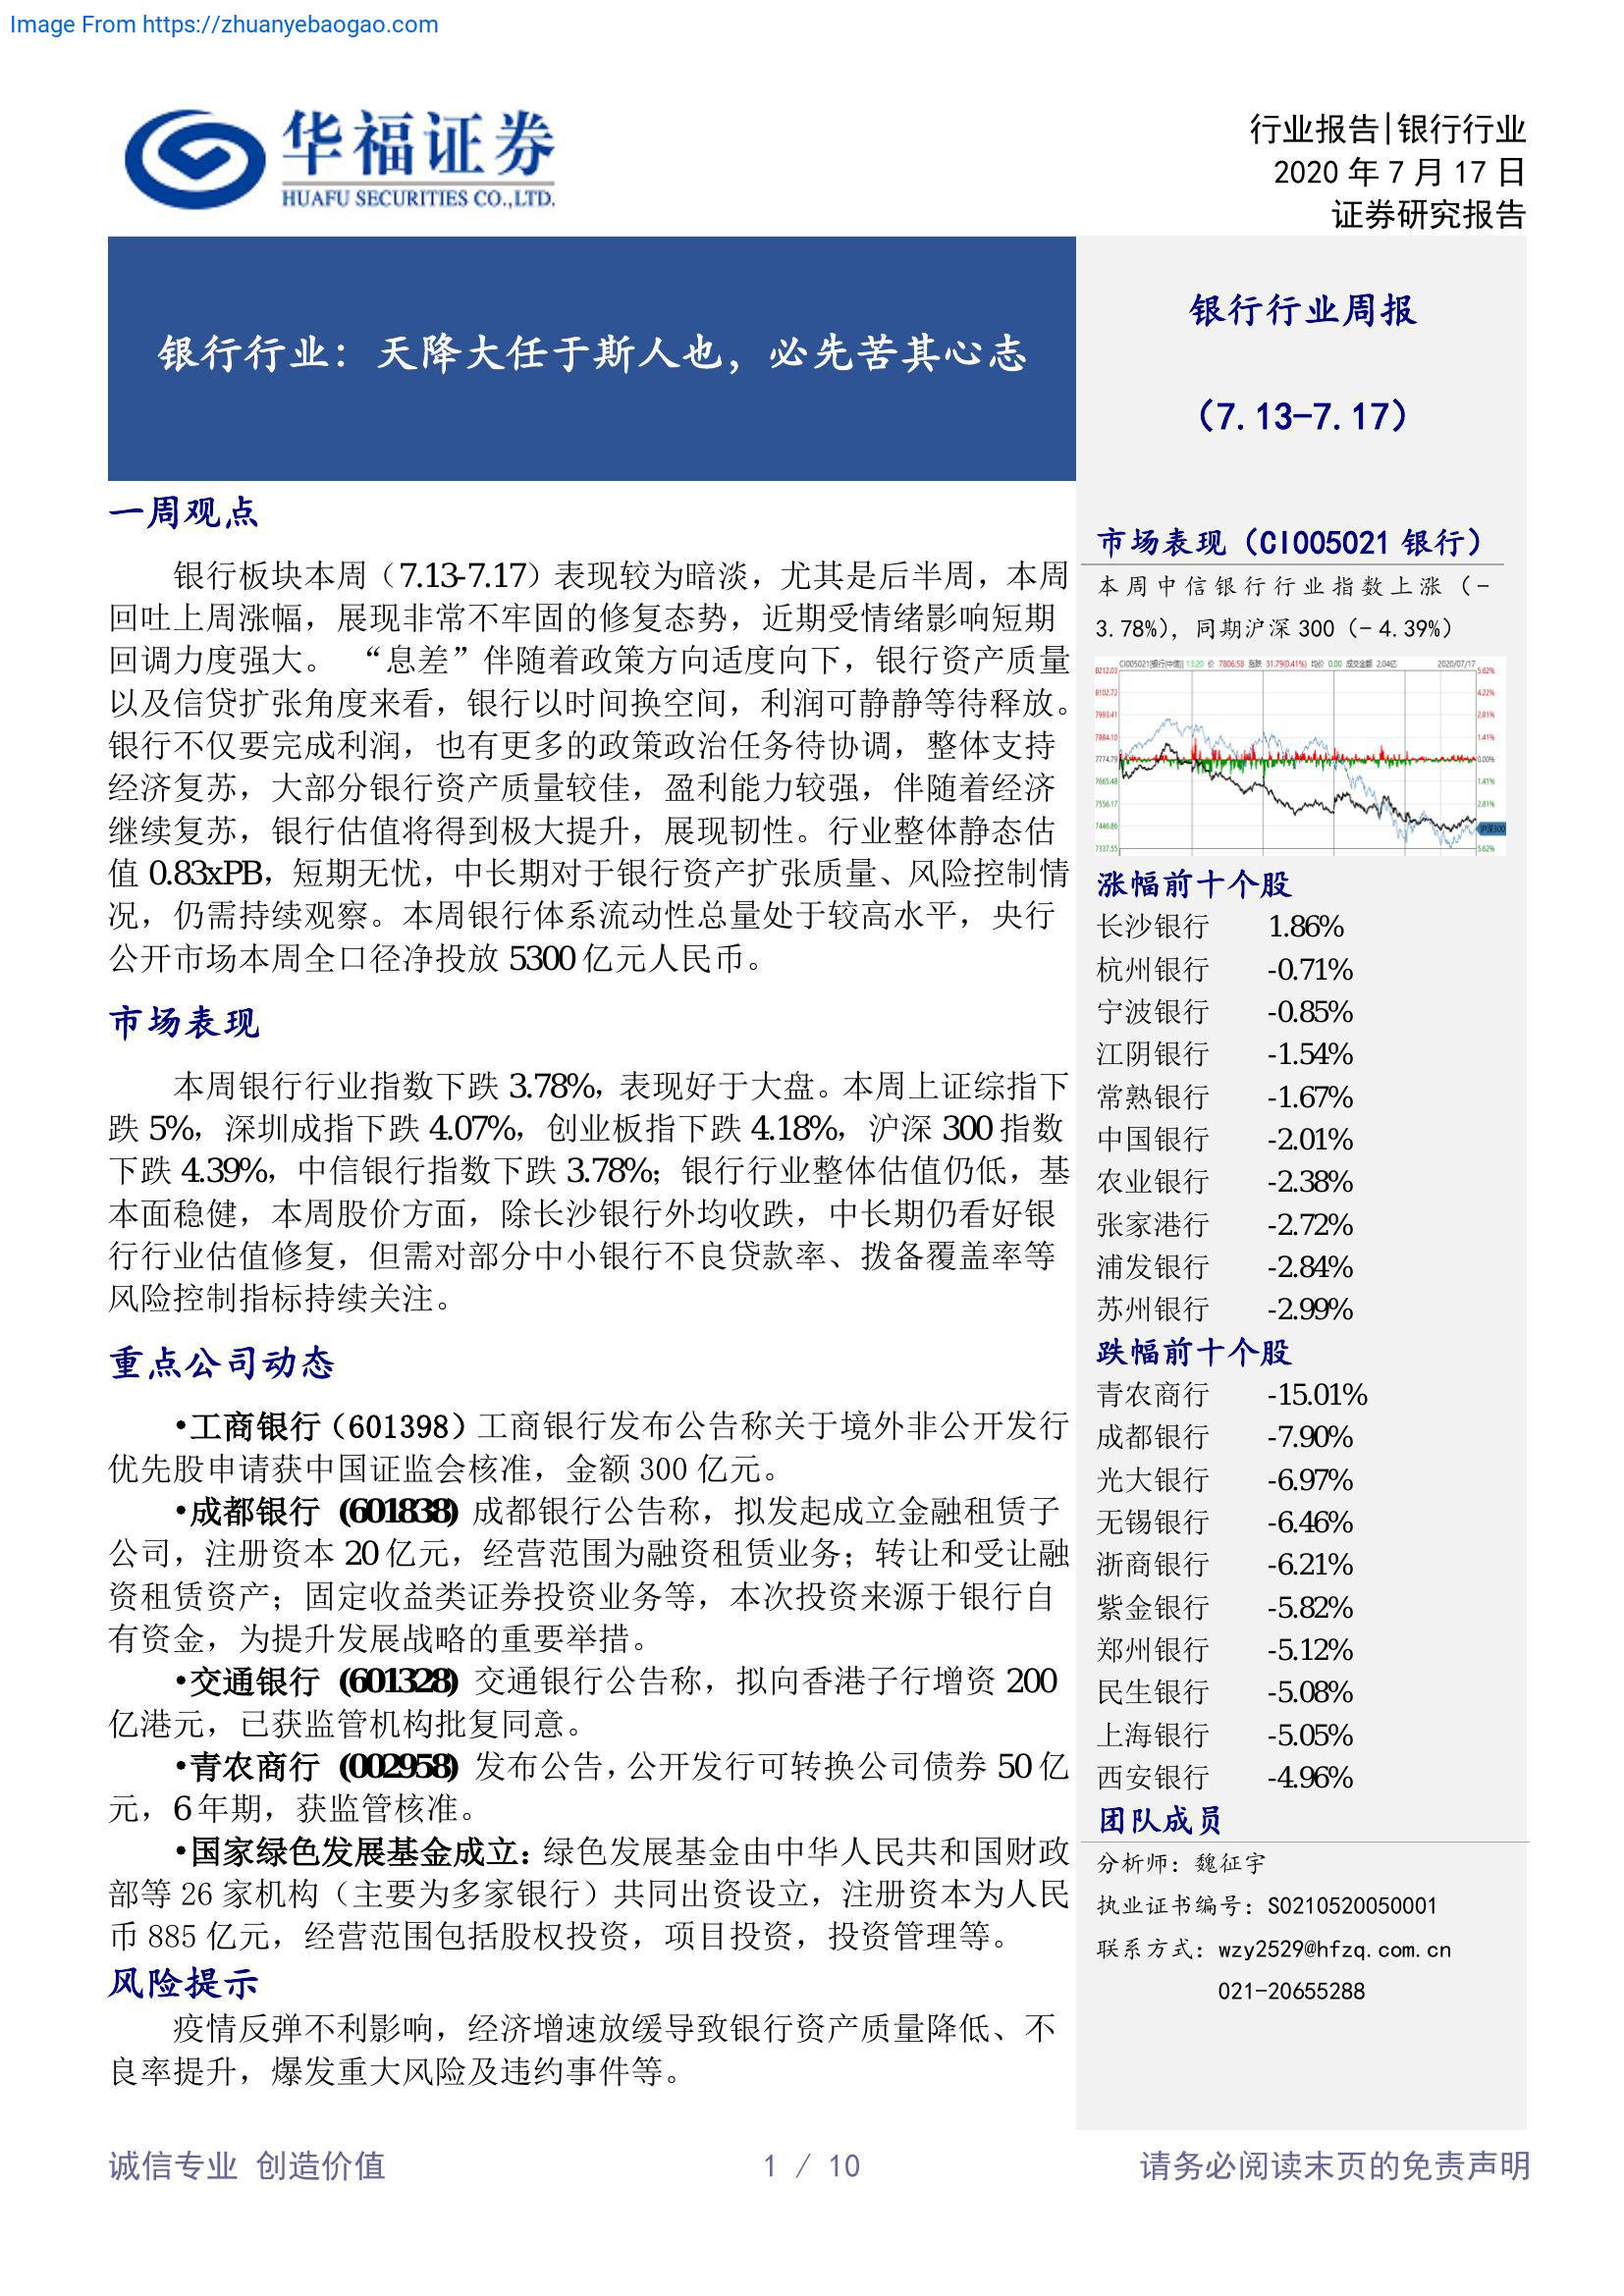 Image From https://zhuanyebaogao.com
华福证券
HUAFU SECURITIES CO.,LTD.
行业报告|银行行业
2020 年 7 月 17 日
证券研究报告
银行行业：天降大任于斯人也，必先苦其心志
银行行业周报
（7.13-7.17）
一周观点
银行板块本周（7.13-7.17）表现较为暗淡，尤其是后半周，本周
回吐上周涨幅，展现非常不牢固的修复态势，近期受情绪影响短期
回调力度强大。 “息差”伴随着政策方向适度向下，银行资产质量
以及信贷扩张角度来看，银行以时间换空间，利润可静静等待释放。
银行不仅要完成利润，也有更多的政策政治任务待协调，整体支持
经济复苏，大部分银行资产质量较佳，盈利能力较强，伴随着经济
继续复苏，银行估值将得到极大提升，展现韧性。行业整体静态估
值 0.83xPB，短期无忧，中长期对于银行资产扩张质量、风险控制情
况，仍需持续观察。本周银行体系流动性总量处于较高水平，央行
公开市场本周全口径净投放 5300 亿元人民币。
市场表现
本周银行行业指数下跌 3.78%，表现好于大盘。本周上证综指下
跌 5%，深圳成指下跌 4.07%，创业板指下跌 4.18%，沪深 300 指数
下跌 4.39%，中信银行指数下跌 3.78%；银行行业整体估值仍低，基
本面稳健，本周股价方面，除长沙银行外均收跌，中长期仍看好银
行行业估值修复，但需对部分中小银行不良贷款率、拨备覆盖率等
风险控制指标持续关注。
重点公司动态
•工商银行（601398）工商银行发布公告称关于境外非公开发行
优先股申请获中国证监会核准，金额 300 亿元。
•成都银行 (601838) 成都银行公告称，拟发起成立金融租赁子
公司，注册资本 20 亿元，经营范围为融资租赁业务；转让和受让融
资租赁资产；固定收益类证券投资业务等，本次投资来源于银行自
有资金，为提升发展战略的重要举措。
•交通银行 (601328) 交通银行公告称，拟向香港子行增资 200
亿港元，已获监管机构批复同意。
•青农商行 (002958) 发布公告，公开发行可转换公司债券 50 亿
元，6 年期，获监管核准。
•国家绿色发展基金成立：绿色发展基金由中华人民共和国财政
部等 26 家机构（主要为多家银行）共同出资设立，注册资本为人民
币 885 亿元，经营范围包括股权投资，项目投资，投资管理等。
风险提示
疫情反弹不利影响，经济增速放缓导致银行资产质量降低、不
良率提升，爆发重大风险及违约事件等。
市场表现（CI005021 银行）
本周中信银行行业指数上涨（-
3.78%），同期沪深 300（- 4.39%）
CI005021[银行(中信)] 13:20 价 7806.58 涨跌 31.79(0.41%) 均价 0.00 成交金额 2.04亿 2020/07/17
8212.03 5.62%
8102.72 4.22%
7993.41 2.81%
7884.10 1.41%
7774.79 0.00%
7665.48 1.41%
7556.17 2.81%
7446.86 沪深300
7337.55 5.62%
涨幅前十个股
长沙银行 1.86%
杭州银行 -0.71%
宁波银行 -0.85%
江阴银行 -1.54%
常熟银行 -1.67%
中国银行 -2.01%
农业银行 -2.38%
张家港行 -2.72%
浦发银行 -2.84%
苏州银行 -2.99%
跌幅前十个股
青农商行 -15.01%
成都银行 -7.90%
光大银行 -6.97%
无锡银行 -6.46%
浙商银行 -6.21%
紫金银行 -5.82%
郑州银行 -5.12%
民生银行 -5.08%
上海银行 -5.05%
西安银行 -4.96%
团队成员
分析师：魏征宇
执业证书编号：S0210520050001
联系方式：wzy2529@hfzq.com.cn
021-20655288
诚信专业 创造价值
1 / 10
请务必阅读末页的免责声明